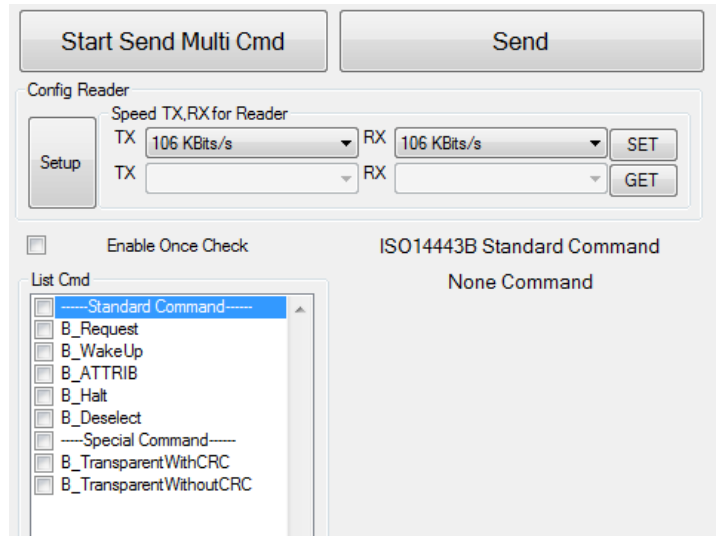 Start Send Multi Cmd Send
Config Reader
Speed TX,RX for Reader
TX 106 KBits/s RX 106 KBits/s SET
Setup
TX RX GET
Enable Once Check ISO14443B Standard Command
List Cmd None Command
------Standard Command------
B_Request
B_WakeUp
B_ATTRIB
B_Halt
B_Deselect
-----Special Command------
B_TransparentWithCRC
B_TransparentWithoutCRC